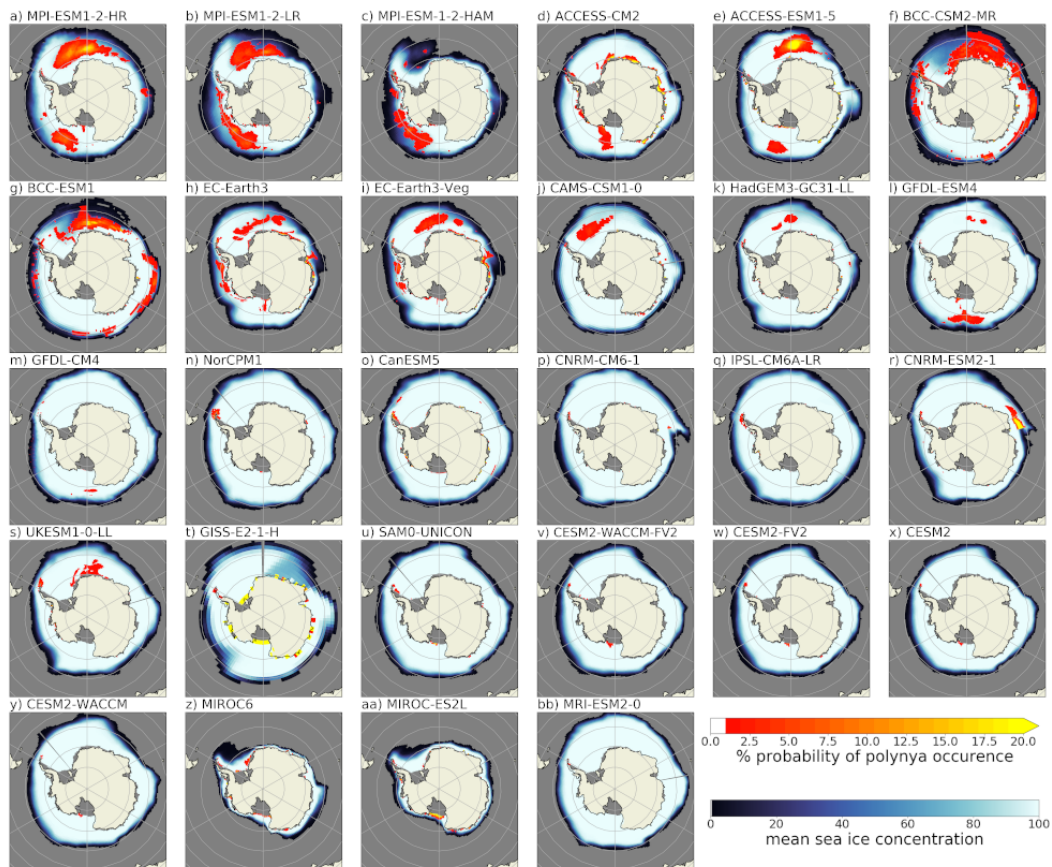 a) MPI-ESM1-2-HR b) MPI-ESM1-2-LR c) MPI-ESM-1-2-HAM d) ACCESS-CM2 e) ACCESS-ESM1-5 f) BCC-CSM2-MR
g) BCC-ESM1 h) EC-Earth3 i) EC-Earth3-Veg j) CAMS-CSM1-0 k) HadGEM3-GC31-LL l) GFDL-ESM4
m) GFDL-CM4 n) NorCPM1 o) CanESM5 p) CNRM-CM6-1 q) IPSL-CM6A-LR r) CNRM-ESM2-1
s) UKESM1-0-LL t) GISS-E2-1-H u) SAM0-UNICON v) CESM2-WACCM-FV2 w) CESM2-FV2 x) CESM2
y) CESM2-WACCM z) MIROC6 aa) MIROC-ES2L bb) MRI-ESM2-0
0.0 2.5 5.0 7.5 10.0 12.5 15.0 17.5 20.0
% probability of polynya occurence
0 20 40 60 80 100
mean sea ice concentration